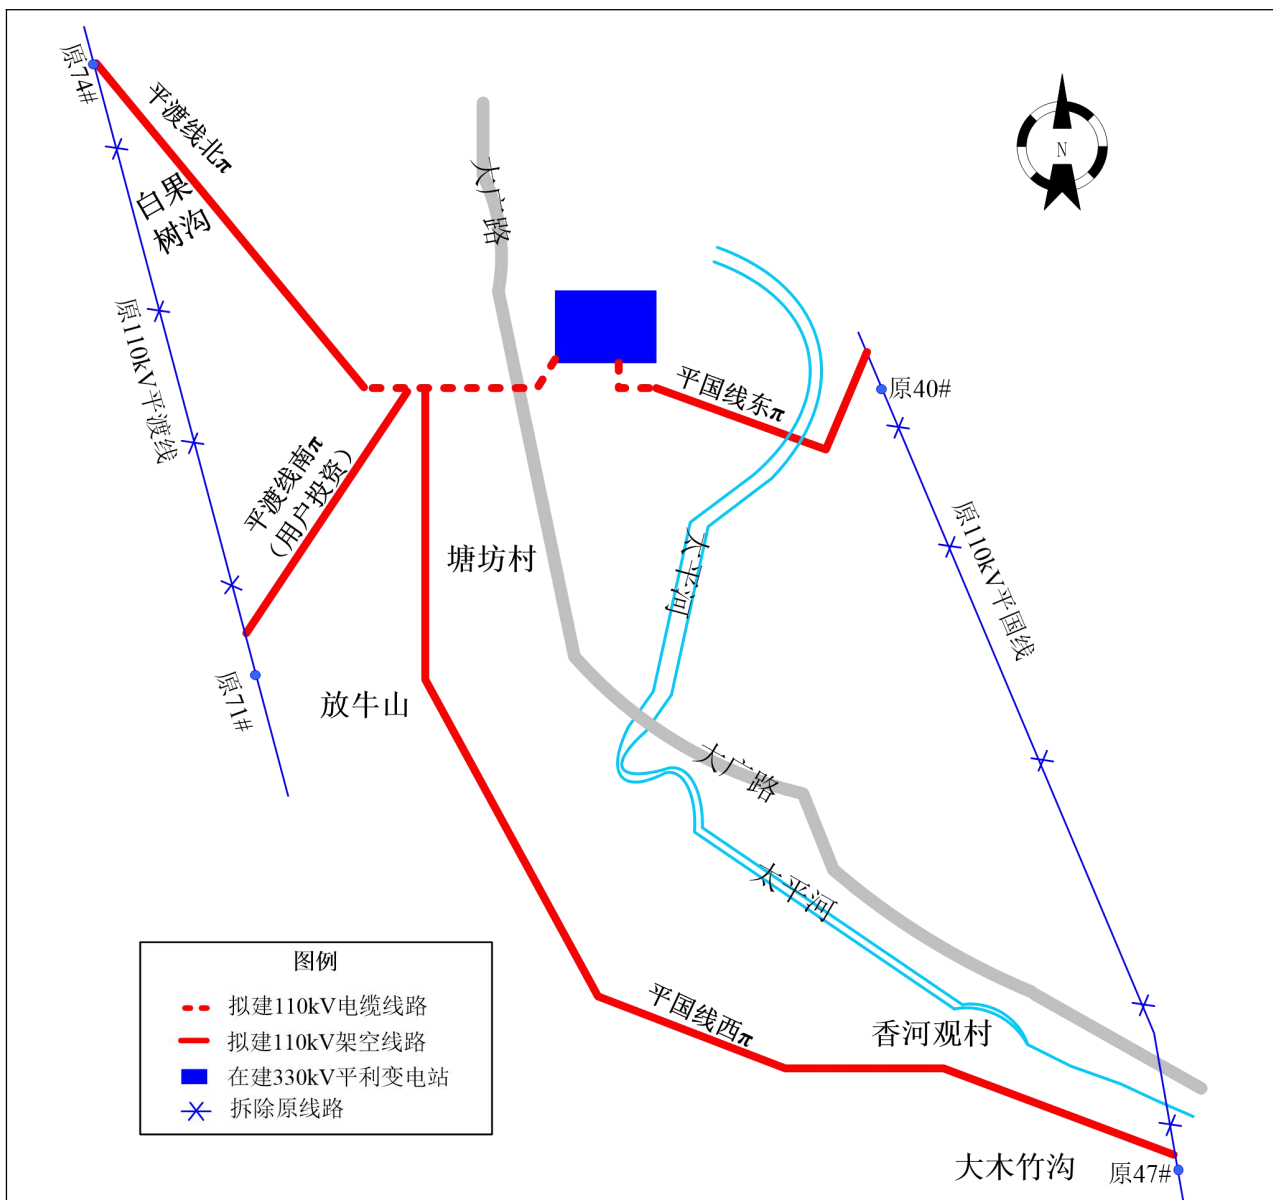 原74#
平渡线北π
白果
树沟
大广路
N
原110kV平渡线
平国线东π
原40#
平渡线南π
(用户投资)
原110kV平国线
塘坊村
太平河
原71#
放牛山
大广路
太平河
图例
拟建110kV电缆线路
拟建110kV架空线路
在建330kV平利变电站
拆除原线路
平国线西π
香河观村
大木竹沟
原47#